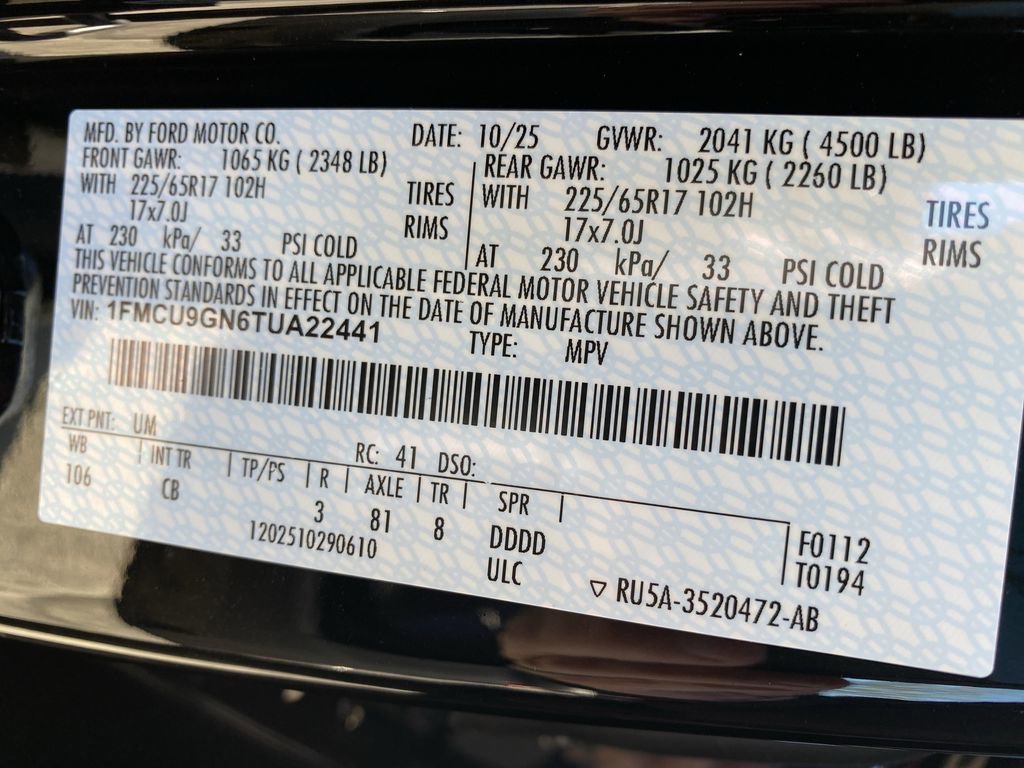 MFD. BY FORD MOTOR CO. DATE: 10/25 GVWR: 2041 KG ( 4500 LB)
FRONT GAWR: 1065 KG ( 2348 LB) REAR GAWR: 1025 KG ( 2260 LB)
WITH 225/65R17 102H TIRES WITH 225/65R17 102H TIRES
17x7.0J RIMS 17x7.0J RIMS
AT 230 kPa/ 33 PSI COLD AT 230 kPa/ 33 PSI COLD
THIS VEHICLE CONFORMS TO ALL APPLICABLE FEDERAL MOTOR VEHICLE SAFETY AND THEFT
PREVENTION STANDARDS IN EFFECT ON THE DATE OF MANUFACTURE SHOWN ABOVE.
VIN: 1FMCU9GN6TUA22441 TYPE: MPV
EXT PNT: UM RC: 41 DSO:
WB INT TR TP/PS R AXLE TR SPR
106 CB 3 81 8 DDDD F0112
1202510290610 ULC T0194
▽ RU5A-3520472-AB